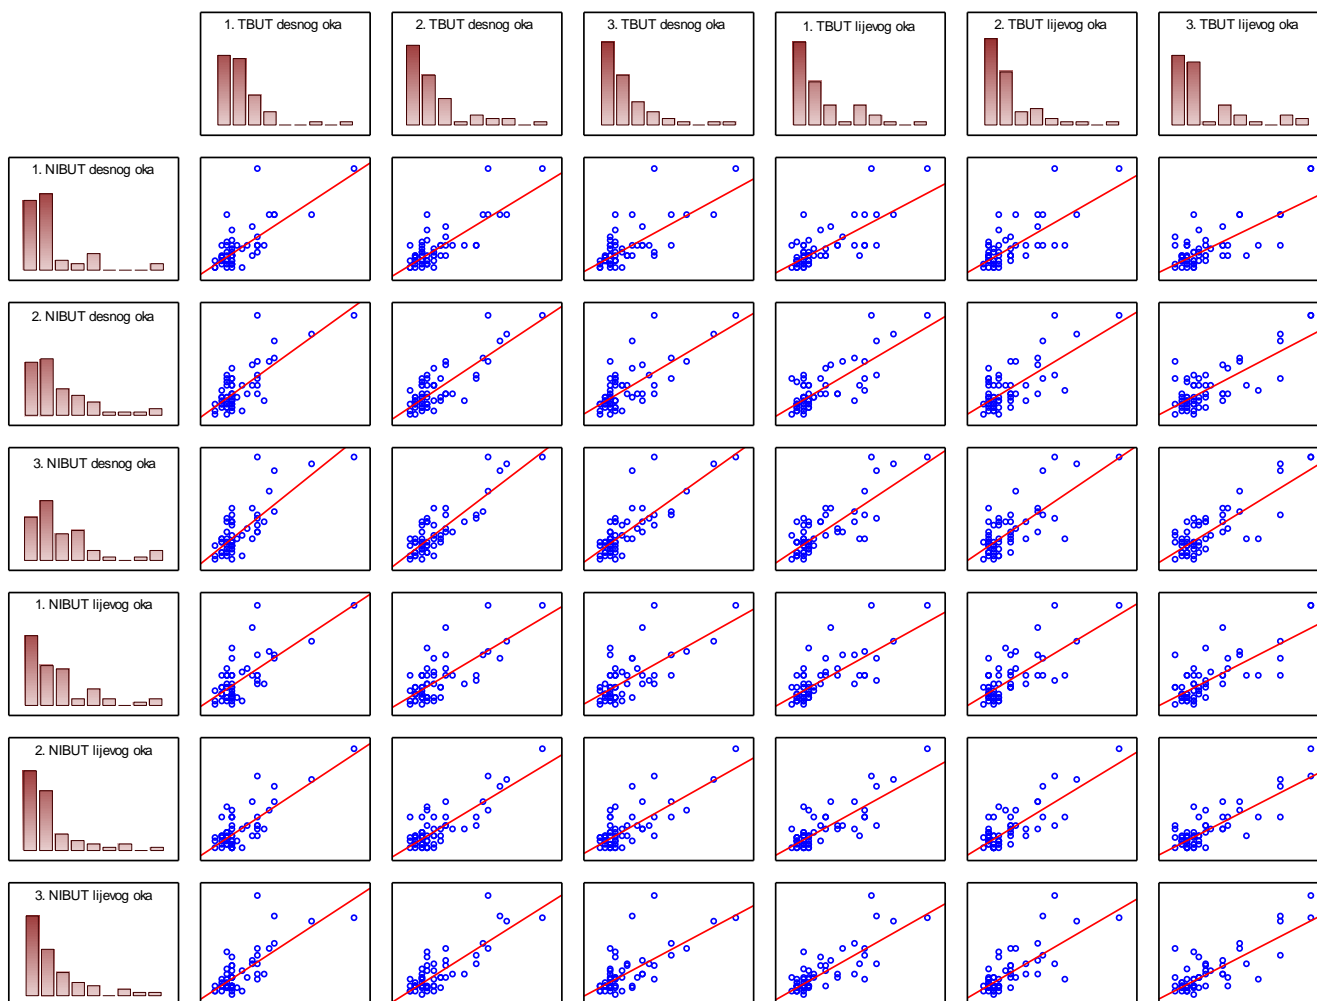 1. TBUT desnog oka
2. TBUT desnog oka
3. TBUT desnog oka
1. TBUT lijevog oka
2. TBUT lijevog oka
3. TBUT lijevog oka
1. NIBUT desnog oka
2. NIBUT desnog oka
3. NIBUT desnog oka
1. NIBUT lijevog oka
2. NIBUT lijevog oka
3. NIBUT lijevog oka